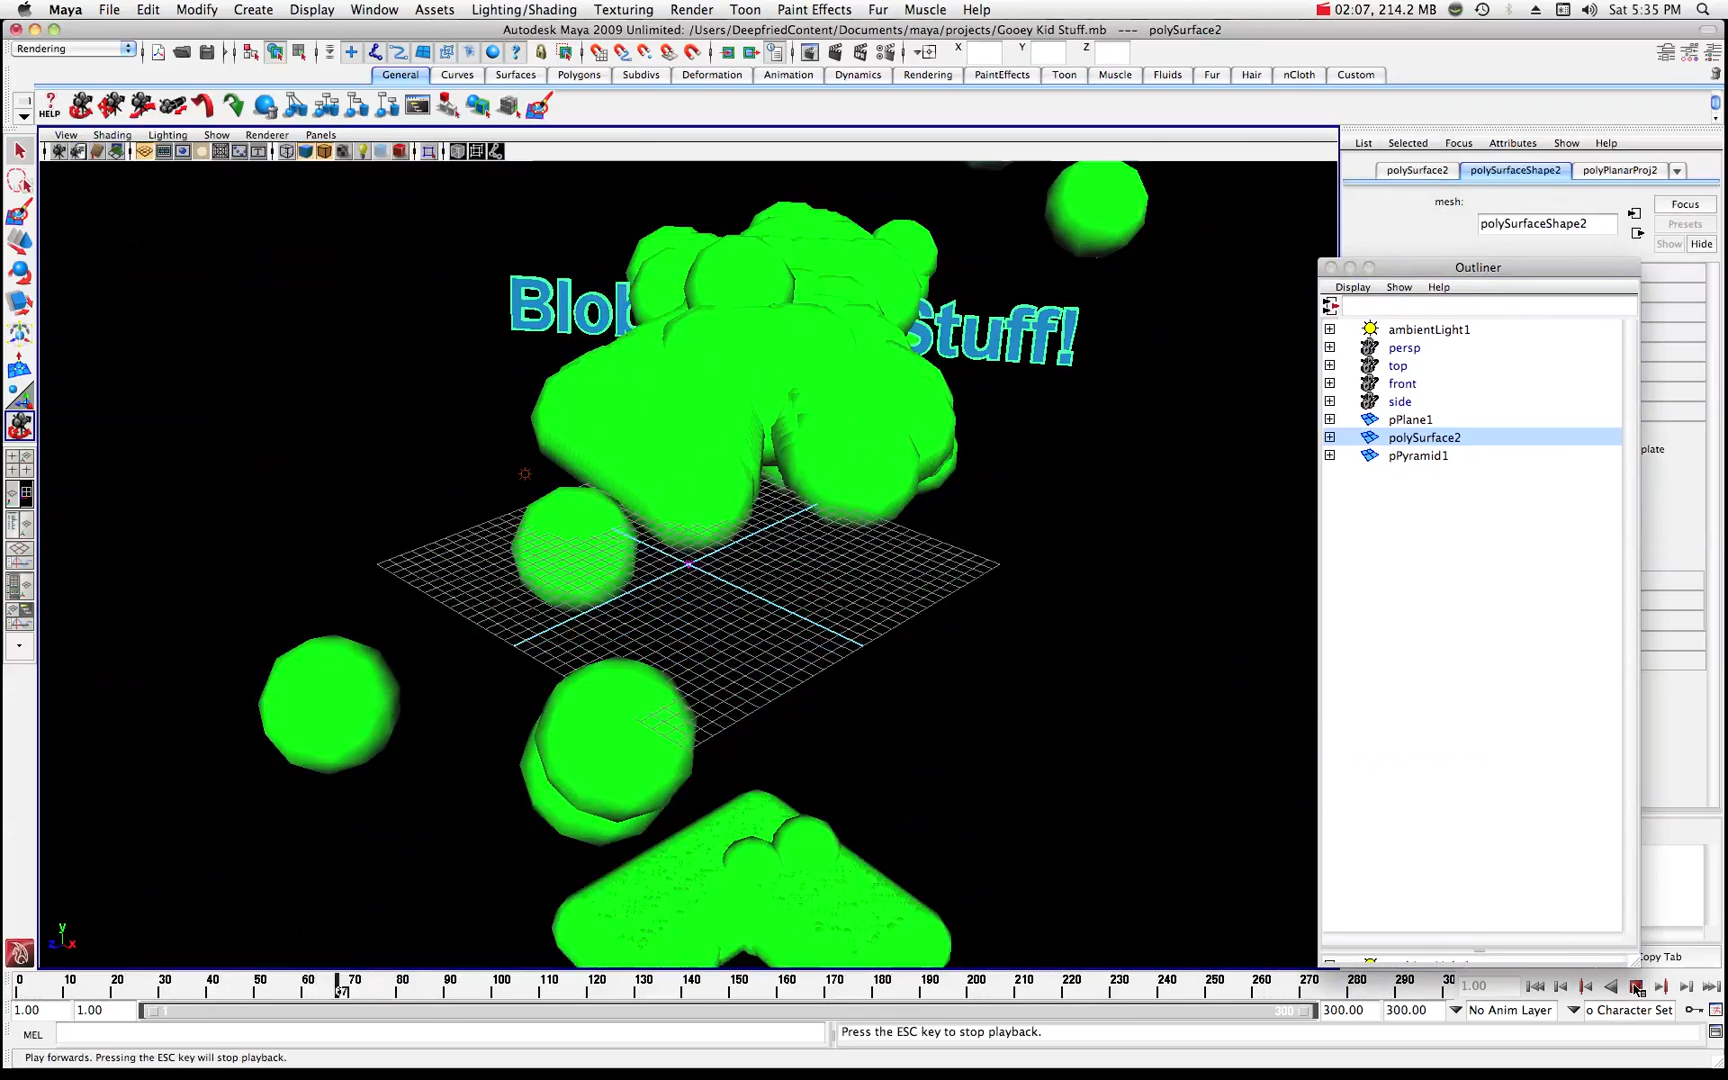 Maya File Edit Modify Create Display Window Assets Lighting/Shading Texturing Render Toon Paint Effects Fur Muscle Help 02:07, 214.2 MB Sat 5:35 PM
Autodesk Maya 2009 Unlimited: /Users/DeepfriedContent/Documents/maya/projects/Gooey Kid Stuff.mb --- polySurface2
Rendering X Y Z
General Curves Surfaces Polygons Subdivs Deformation Animation Dynamics Rendering PaintEffects Toon Muscle Fluids Fur Hair nCloth Custom
HELP
View Shading Lighting Show Renderer Panels
List Selected Focus Attributes Show Help
polySurface2 polySurfaceShape2 polyPlanarProj2
mesh: Focus
polySurfaceShape2 Presets
Show Hide
Outliner
Display Show Help
ambientLight1
persp
top
front
side
pPlane1
polySurface2
pPyramid1
plate
Blob Stuff!
y
z x
Copy Tab
0 10 20 30 40 50 60 70 80 90 100 110 120 130 140 150 160 170 180 190 200 210 220 230 240 250 260 270 280 290 30 1.00
67
1.00 1.00 1 300 300.00 300.00 No Anim Layer o Character Set
MEL Press the ESC key to stop playback.
Play forwards. Pressing the ESC key will stop playback.